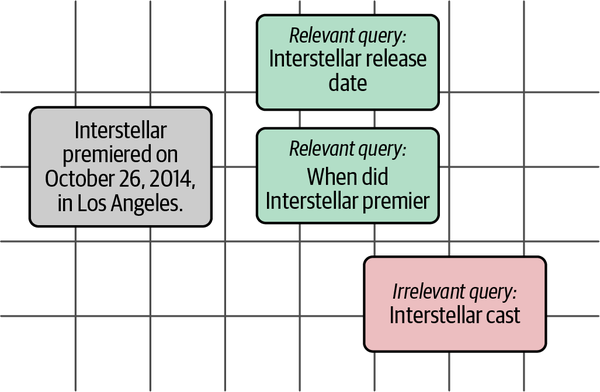 Interstellar
premiered on
October 26, 2014,
in Los Angeles.
Relevant query:
Interstellar release
date
Relevant query:
When did
Interstellar premier
Irrelevant query:
Interstellar cast